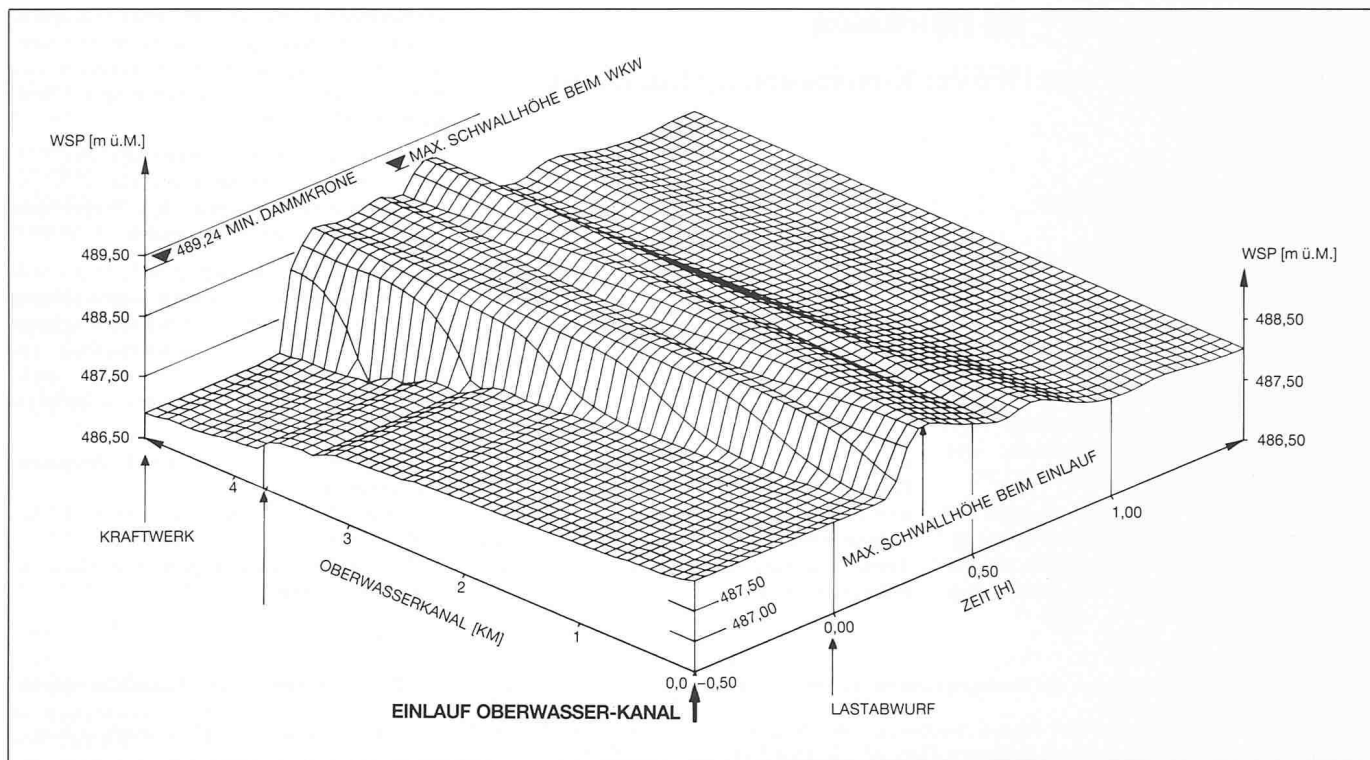 MAX. SCHWALLHÖHE BEIM WKW
489,24 MIN. DAMMKRONE
WSP [m ü.M.]
489,50
488,50
487,50
486,50
WSP [m ü.M.]
488,50
487,50
486,50
4
3
2
1
0,0
KRAFTWERK
OBERWASSERKANAL [KM]
487,50
487,00
MAX. SCHWALLHÖHE BEIM EINLAUF
–0,50
0,00
0,50
1,00
ZEIT [H]
EINLAUF OBERWASSER-KANAL
LASTABWURF